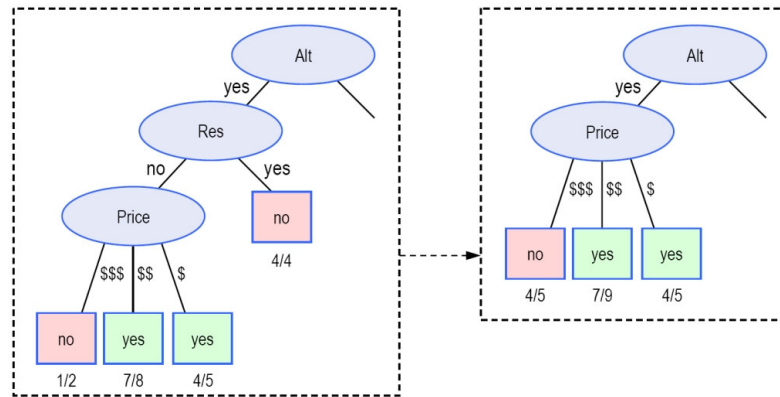 Alt
yes
Res
no
yes
Price
no
4/4
$$$
$$
$
no
yes
yes
1/2
7/8
4/5
Alt
yes
Price
$$$
$$
$
no
yes
yes
4/5
7/9
4/5